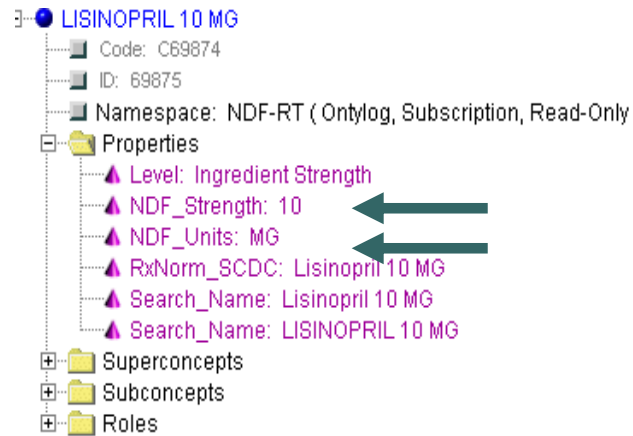 LISINOPRIL 10 MG
Code: C69874
ID: 69875
Namespace: NDF-RT ( Ontylog, Subscription, Read-Only
Properties
Level: Ingredient Strength
NDF_Strength: 10
NDF_Units: MG
RxNorm_SCDC: Lisinopril 10 MG
Search_Name: Lisinopril 10 MG
Search_Name: LISINOPRIL 10 MG
Superconcepts
Subconcepts
Roles